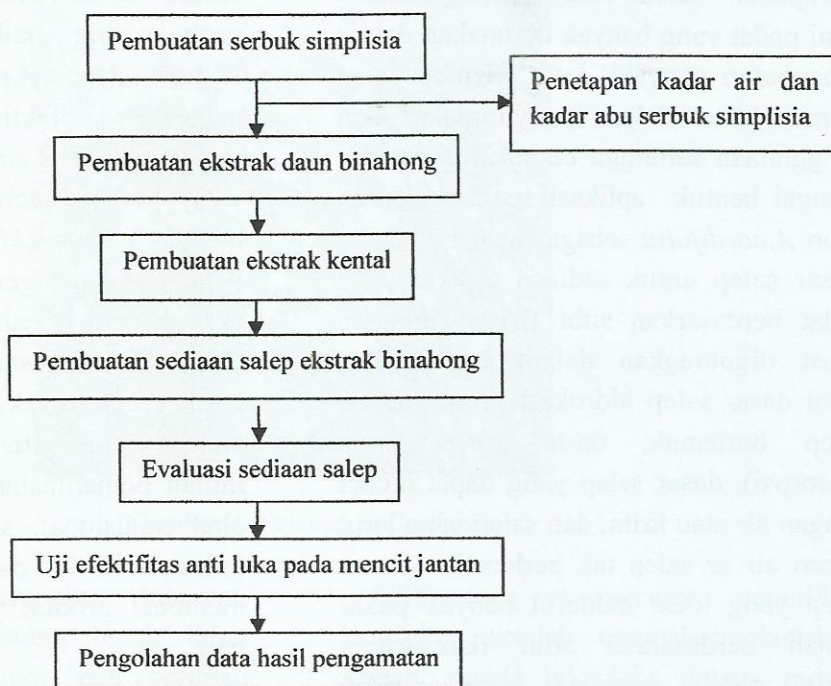 Pembuatan serbuk simplisia
Penetapan kadar air dan
kadar abu serbuk simplisia
Pembuatan ekstrak daun binahong
Pembuatan ekstrak kental
Pembuatan sediaan salep ekstrak binahong
Evaluasi sediaan salep
Uji efektifitas anti luka pada mencit jantan
Pengolahan data hasil pengamatan